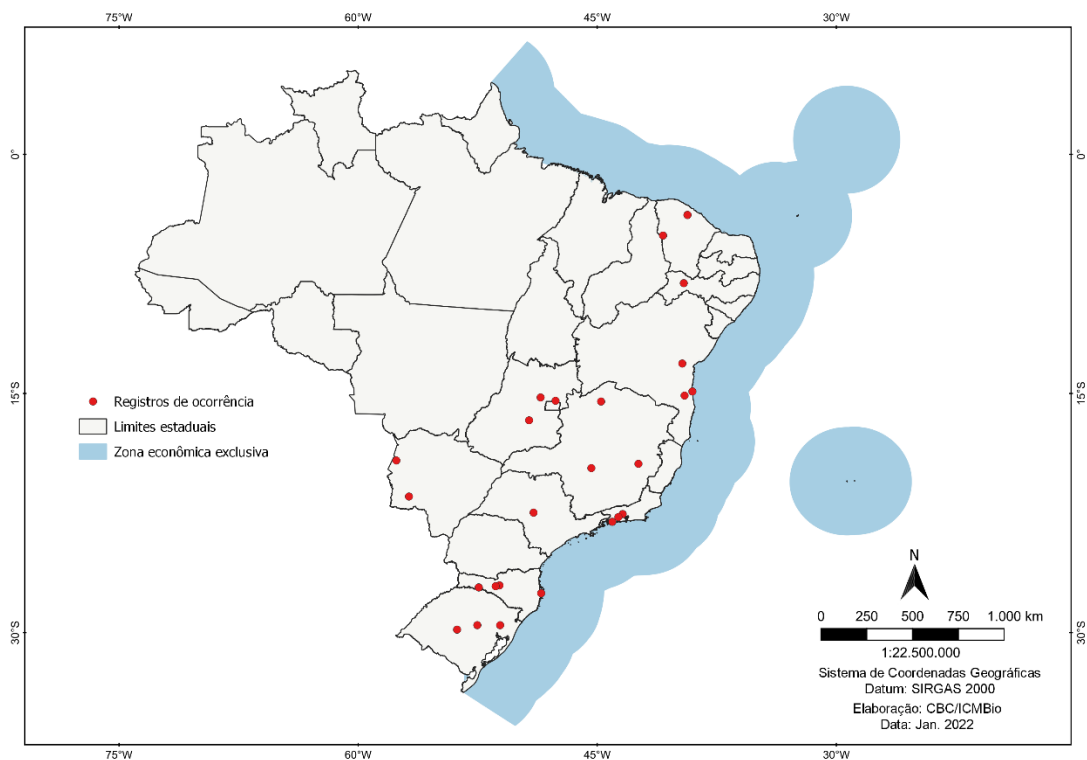 75°W 60°W 45°W 30°W
0° 0°
15°S 15°S
Registros de ocorrência
Limites estaduais
Zona econômica exclusiva
N
0 250 500 750 1.000 km
30°S 30°S
1:22.500.000
Sistema de Coordenadas Geográficas
Datum: SIRGAS 2000
Elaboração: CBC/ICMBio
Data: Jan. 2022
75°W 60°W 45°W 30°W